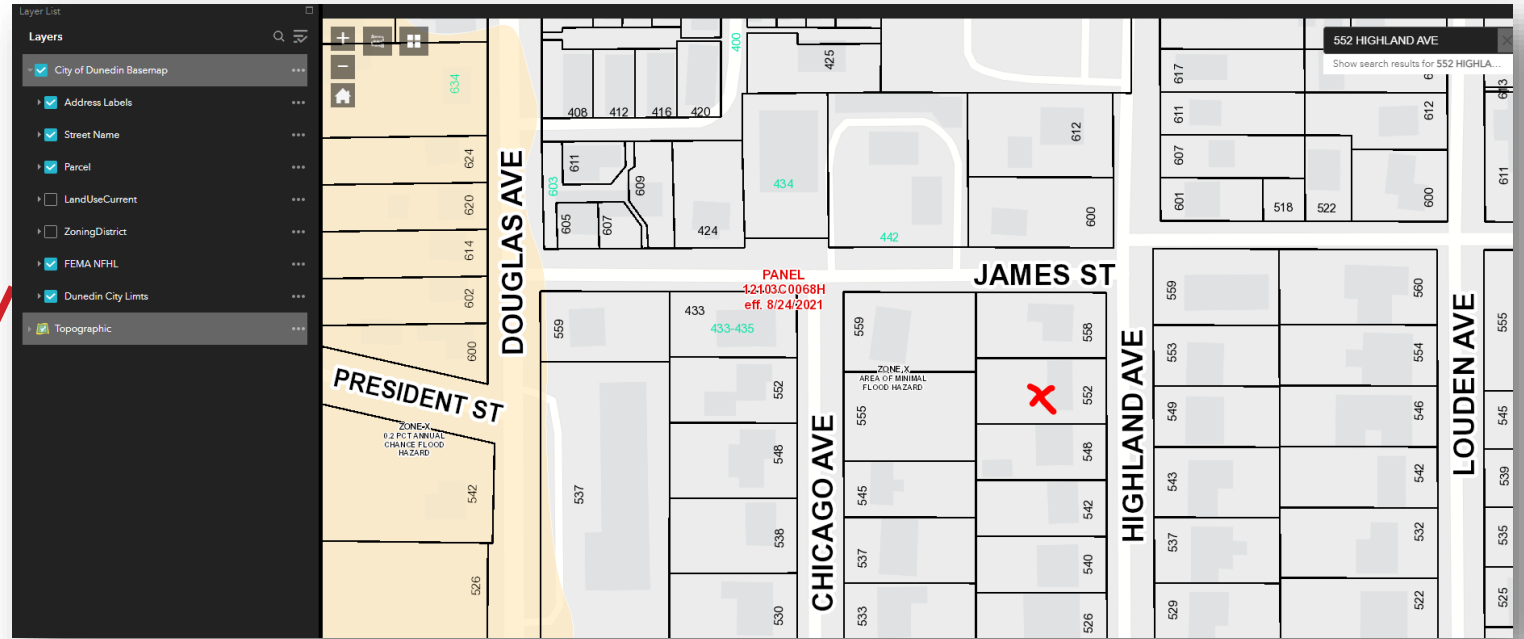 Layer List
Layers
City of Dunedin Basemap
Address Labels
Street Name
Parcel
LandUseCurrent
ZoningDistrict
FEMA NFHL
Dunedin City Limts
Topographic
552 HIGHLAND AVE
Show search results for 552 HIGHLA...
634
624
620
614
602
600
PRESIDENT ST
ZONE X
0.2 PCT ANNUAL
CHANCE FLOOD
HAZARD
542
526
DOUGLAS AVE
400
425
408
412
416
420
611
603
609
605
607
424
434
442
612
600
PANEL
12103C0068H
eff. 8/24/2021
JAMES ST
559
433
433-435
537
552
548
538
530
CHICAGO AVE
559
ZONE X
AREA OF MINIMAL
FLOOD HAZARD
555
545
537
533
558
552
548
542
540
526
HIGHLAND AVE
617
611
607
601
518
522
612
600
613
611
559
553
549
543
537
529
560
554
546
542
532
522
LOUDEN AVE
555
545
539
535
525